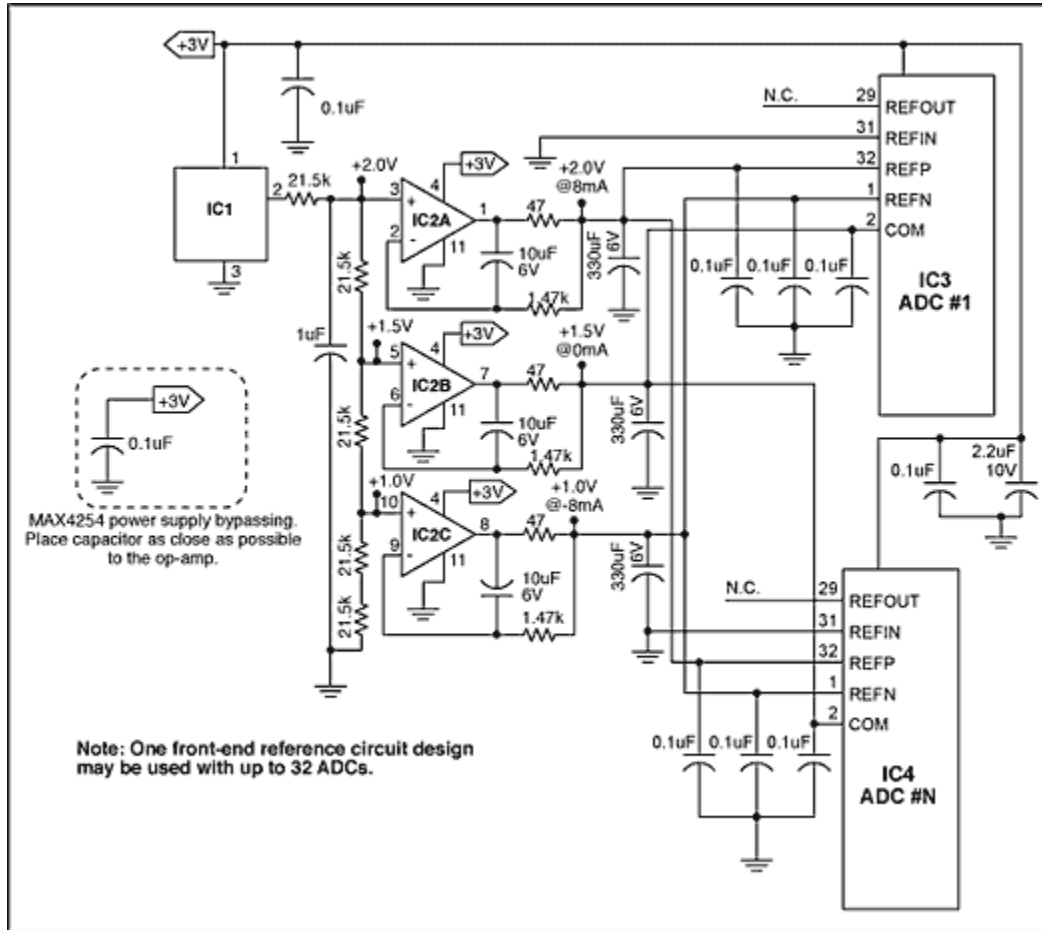 +3V
0.1uF
N.C.
29
REFOUT
31
REFIN
32
REFP
1
REFN
2
COM
IC3
ADC #1
1
IC1
2
3
21.5k
+2.0V
3
+
4
+3V
IC2A
2
-
11
1
47
10uF
6V
1.47k
+2.0V
@8mA
330uF
6V
0.1uF
0.1uF
0.1uF
21.5k
1uF
+1.5V
5
+
4
+3V
IC2B
6
-
11
7
47
10uF
6V
1.47k
+1.5V
@0mA
330uF
6V
21.5k
+1.0V
10
+
4
+3V
IC2C
9
-
11
8
47
10uF
6V
1.47k
+1.0V
@-8mA
330uF
6V
21.5k
21.5k
+3V
0.1uF
MAX4254 power supply bypassing.
Place capacitor as close as possible
to the op-amp.
0.1uF
2.2uF
10V
N.C.
29
REFOUT
31
REFIN
32
REFP
1
REFN
2
COM
0.1uF
0.1uF
0.1uF
IC4
ADC #N
Note: One front-end reference circuit design
may be used with up to 32 ADCs.